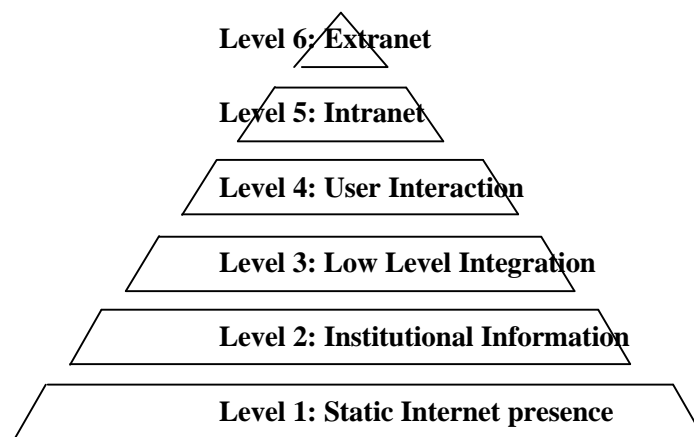 Level 6: Extranet
Level 5: Intranet
Level 4: User Interaction
Level 3: Low Level Integration
Level 2: Institutional Information
Level 1: Static Internet presence